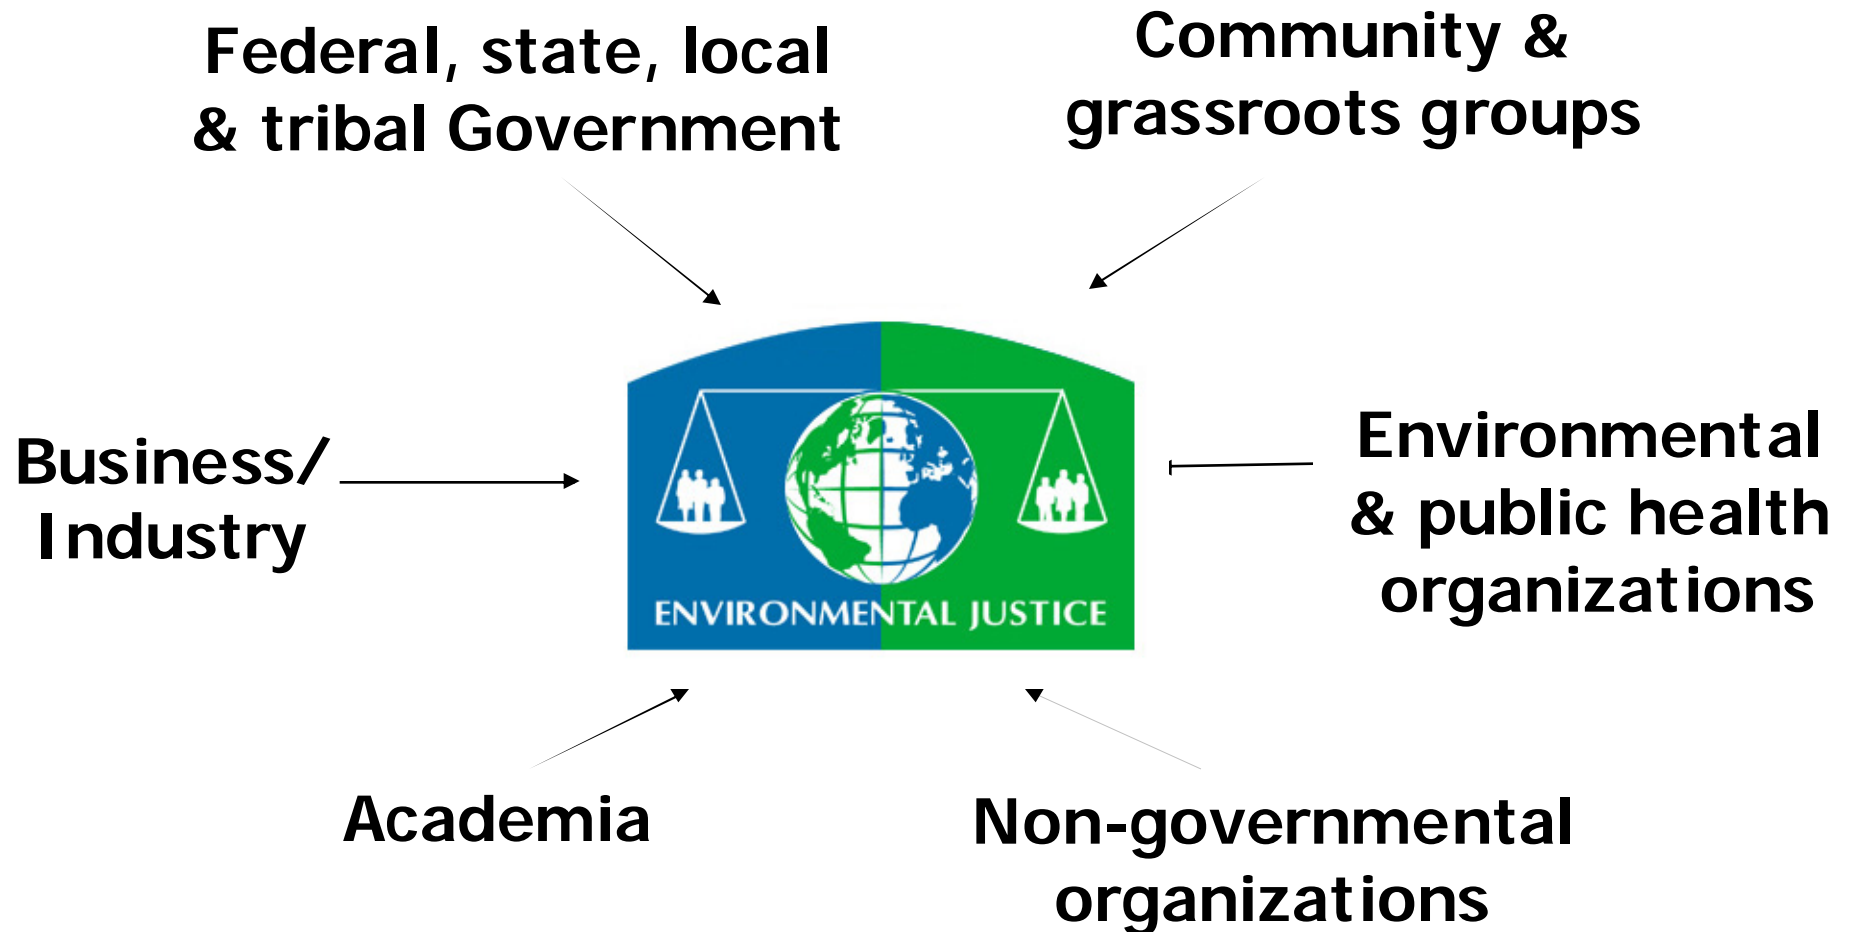 Federal, state, local
& tribal Government
Community &
grassroots groups
Business/
Industry
ENVIRONMENTAL JUSTICE
Environmental
& public health
organizations
Academia
Non-governmental
organizations